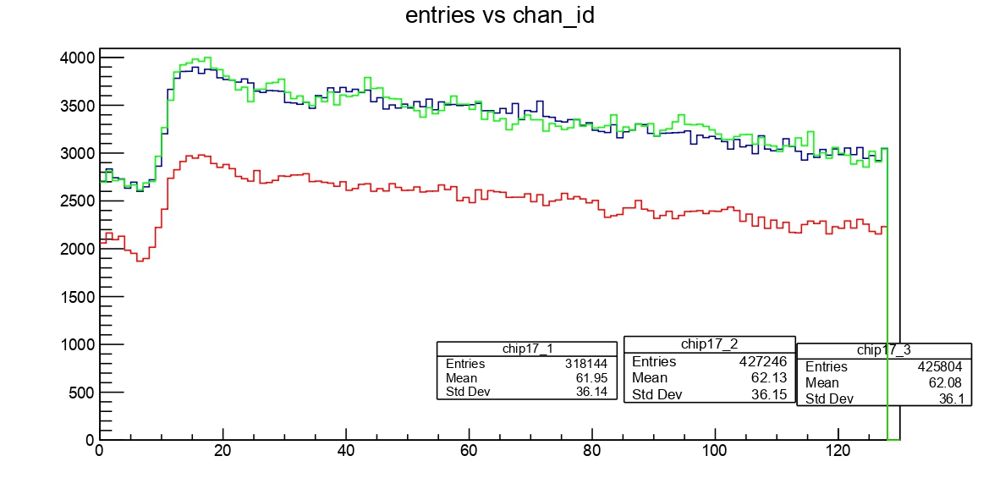 entries vs chan_id
4000
3500
3000
2500
2000
1500
1000
500
0
chip17_1
Entries 318144
Mean 61.95
Std Dev 36.14
chip17_2
Entries 427246
Mean 62.13
Std Dev 36.15
chip17_3
Entries 425804
Mean 62.08
Std Dev 36.1
0 20 40 60 80 100 120